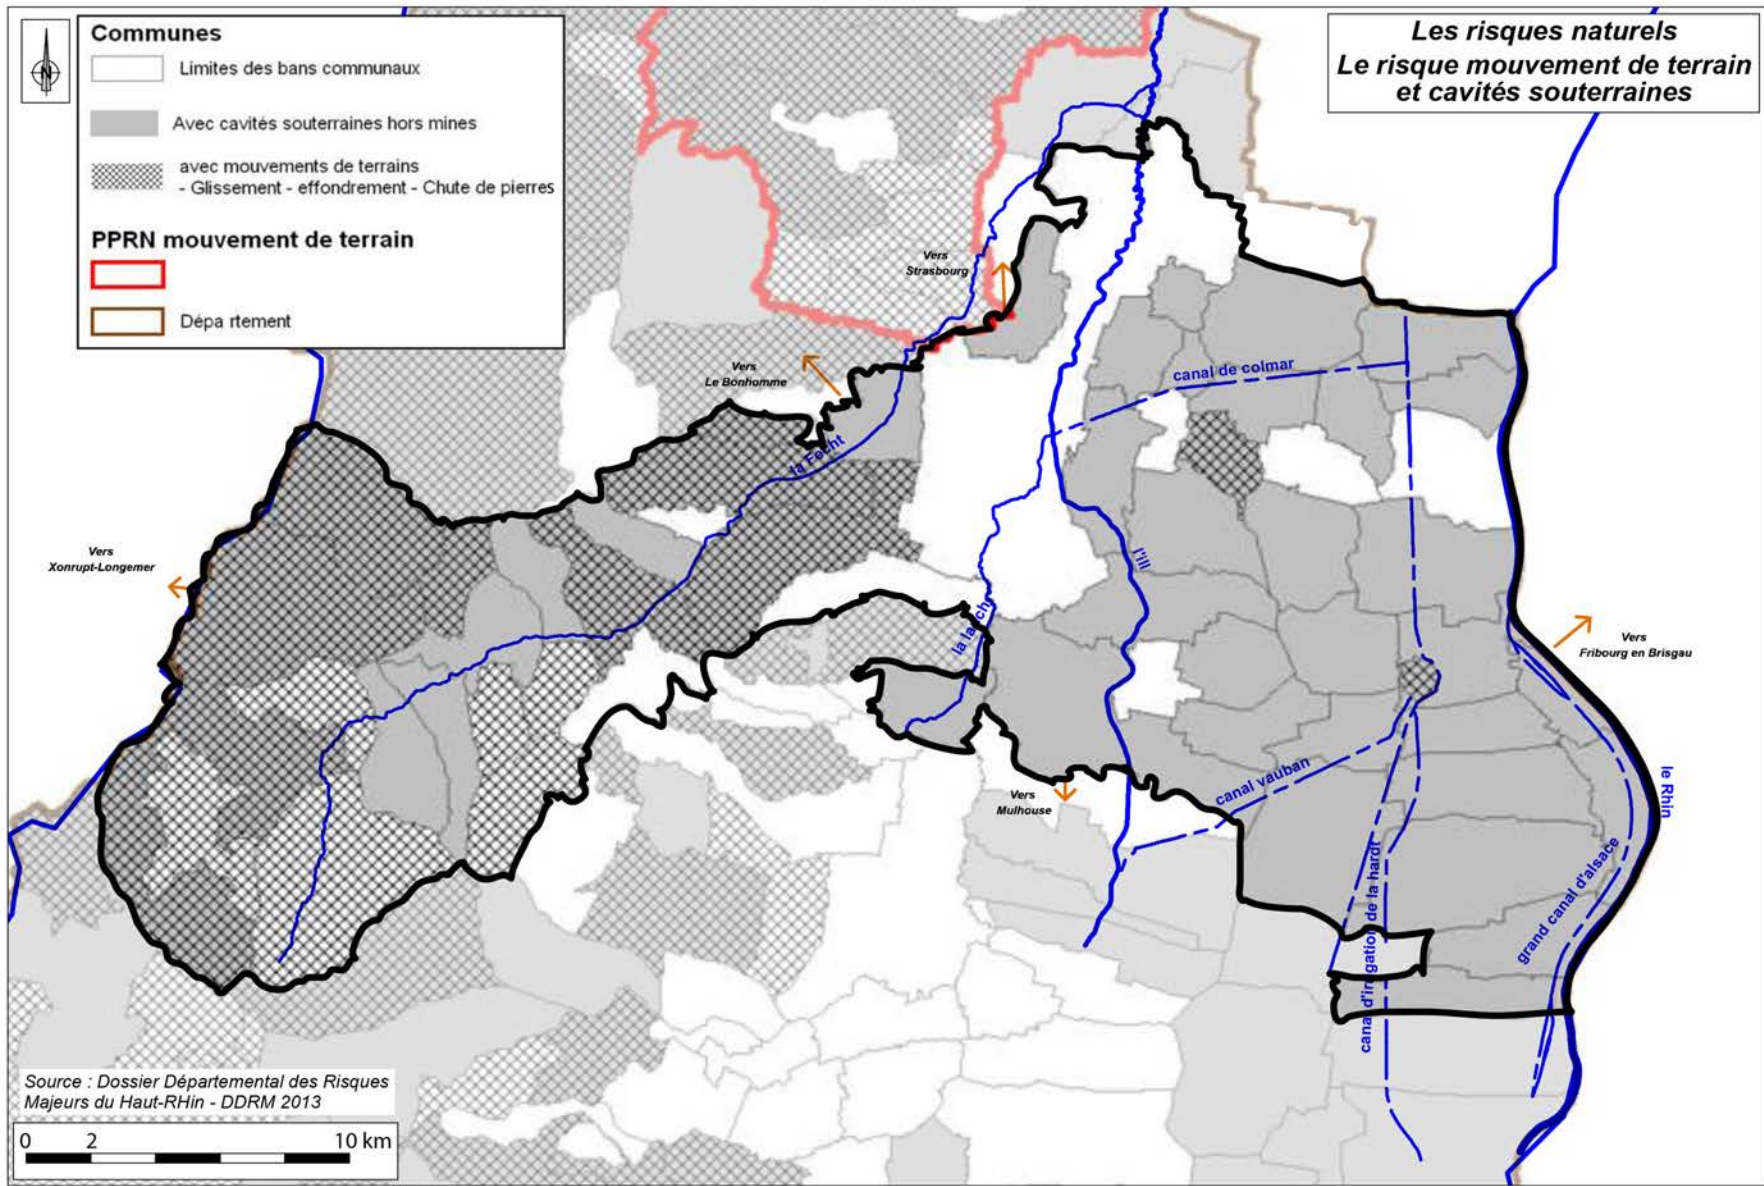 Communes
Limites des bans communaux
Avec cavités souterraines hors mines
avec mouvements de terrains
- Glissement - effondrement - Chute de pierres
PPRN mouvement de terrain
Dépa rtement
N
Les risques naturels
Le risque mouvement de terrain
et cavités souterraines
Vers
Strasbourg
Vers
Le Bonhomme
canal de colmar
la Fecht
Vers
Xonrupt-Longemer
l'ill
la lauch
Vers
Fribourg en Brisgau
Vers
Mulhouse
canal vauban
le Rhin
canal d'irrigation de la hardt
grand canal d'alsace
Source : Dossier Départemental des Risques
Majeurs du Haut-RHin - DDRM 2013
0 2 10 km